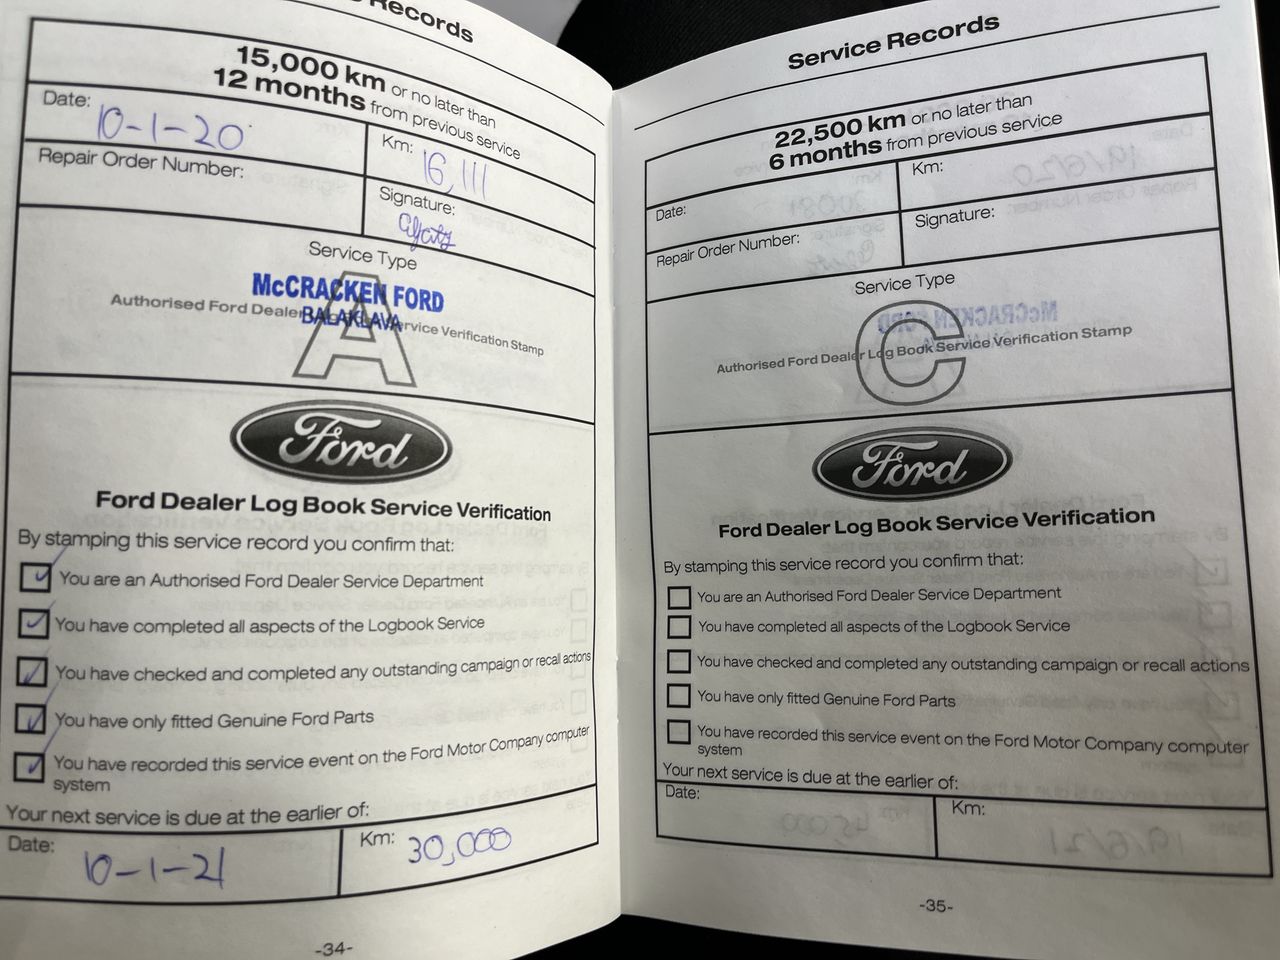 Records
15,000 km or no later than
12 months from previous service
Date: 10-1-20
Km: 16,111
Repair Order Number:
Signature:
Service Type
A
McCRACKEN FORD
BALAKLAVA
Authorised Ford Dealer Service Verification Stamp
Ford
Ford Dealer Log Book Service Verification
By stamping this service record you confirm that:
You are an Authorised Ford Dealer Service Department
You have completed all aspects of the Logbook Service
You have checked and completed any outstanding campaign or recall actions
You have only fitted Genuine Ford Parts
You have recorded this service event on the Ford Motor Company computer
system
Your next service is due at the earlier of:
Date: 10-1-21
Km: 30,000
-34-
Service Records
22,500 km or no later than
6 months from previous service
Date:
Km:
Repair Order Number:
Signature:
Service Type
C
Authorised Ford Dealer Log Book Service Verification Stamp
Ford
Ford Dealer Log Book Service Verification
By stamping this service record you confirm that:
You are an Authorised Ford Dealer Service Department
You have completed all aspects of the Logbook Service
You have checked and completed any outstanding campaign or recall actions
You have only fitted Genuine Ford Parts
You have recorded this service event on the Ford Motor Company computer
system
Your next service is due at the earlier of:
Date:
Km:
-35-